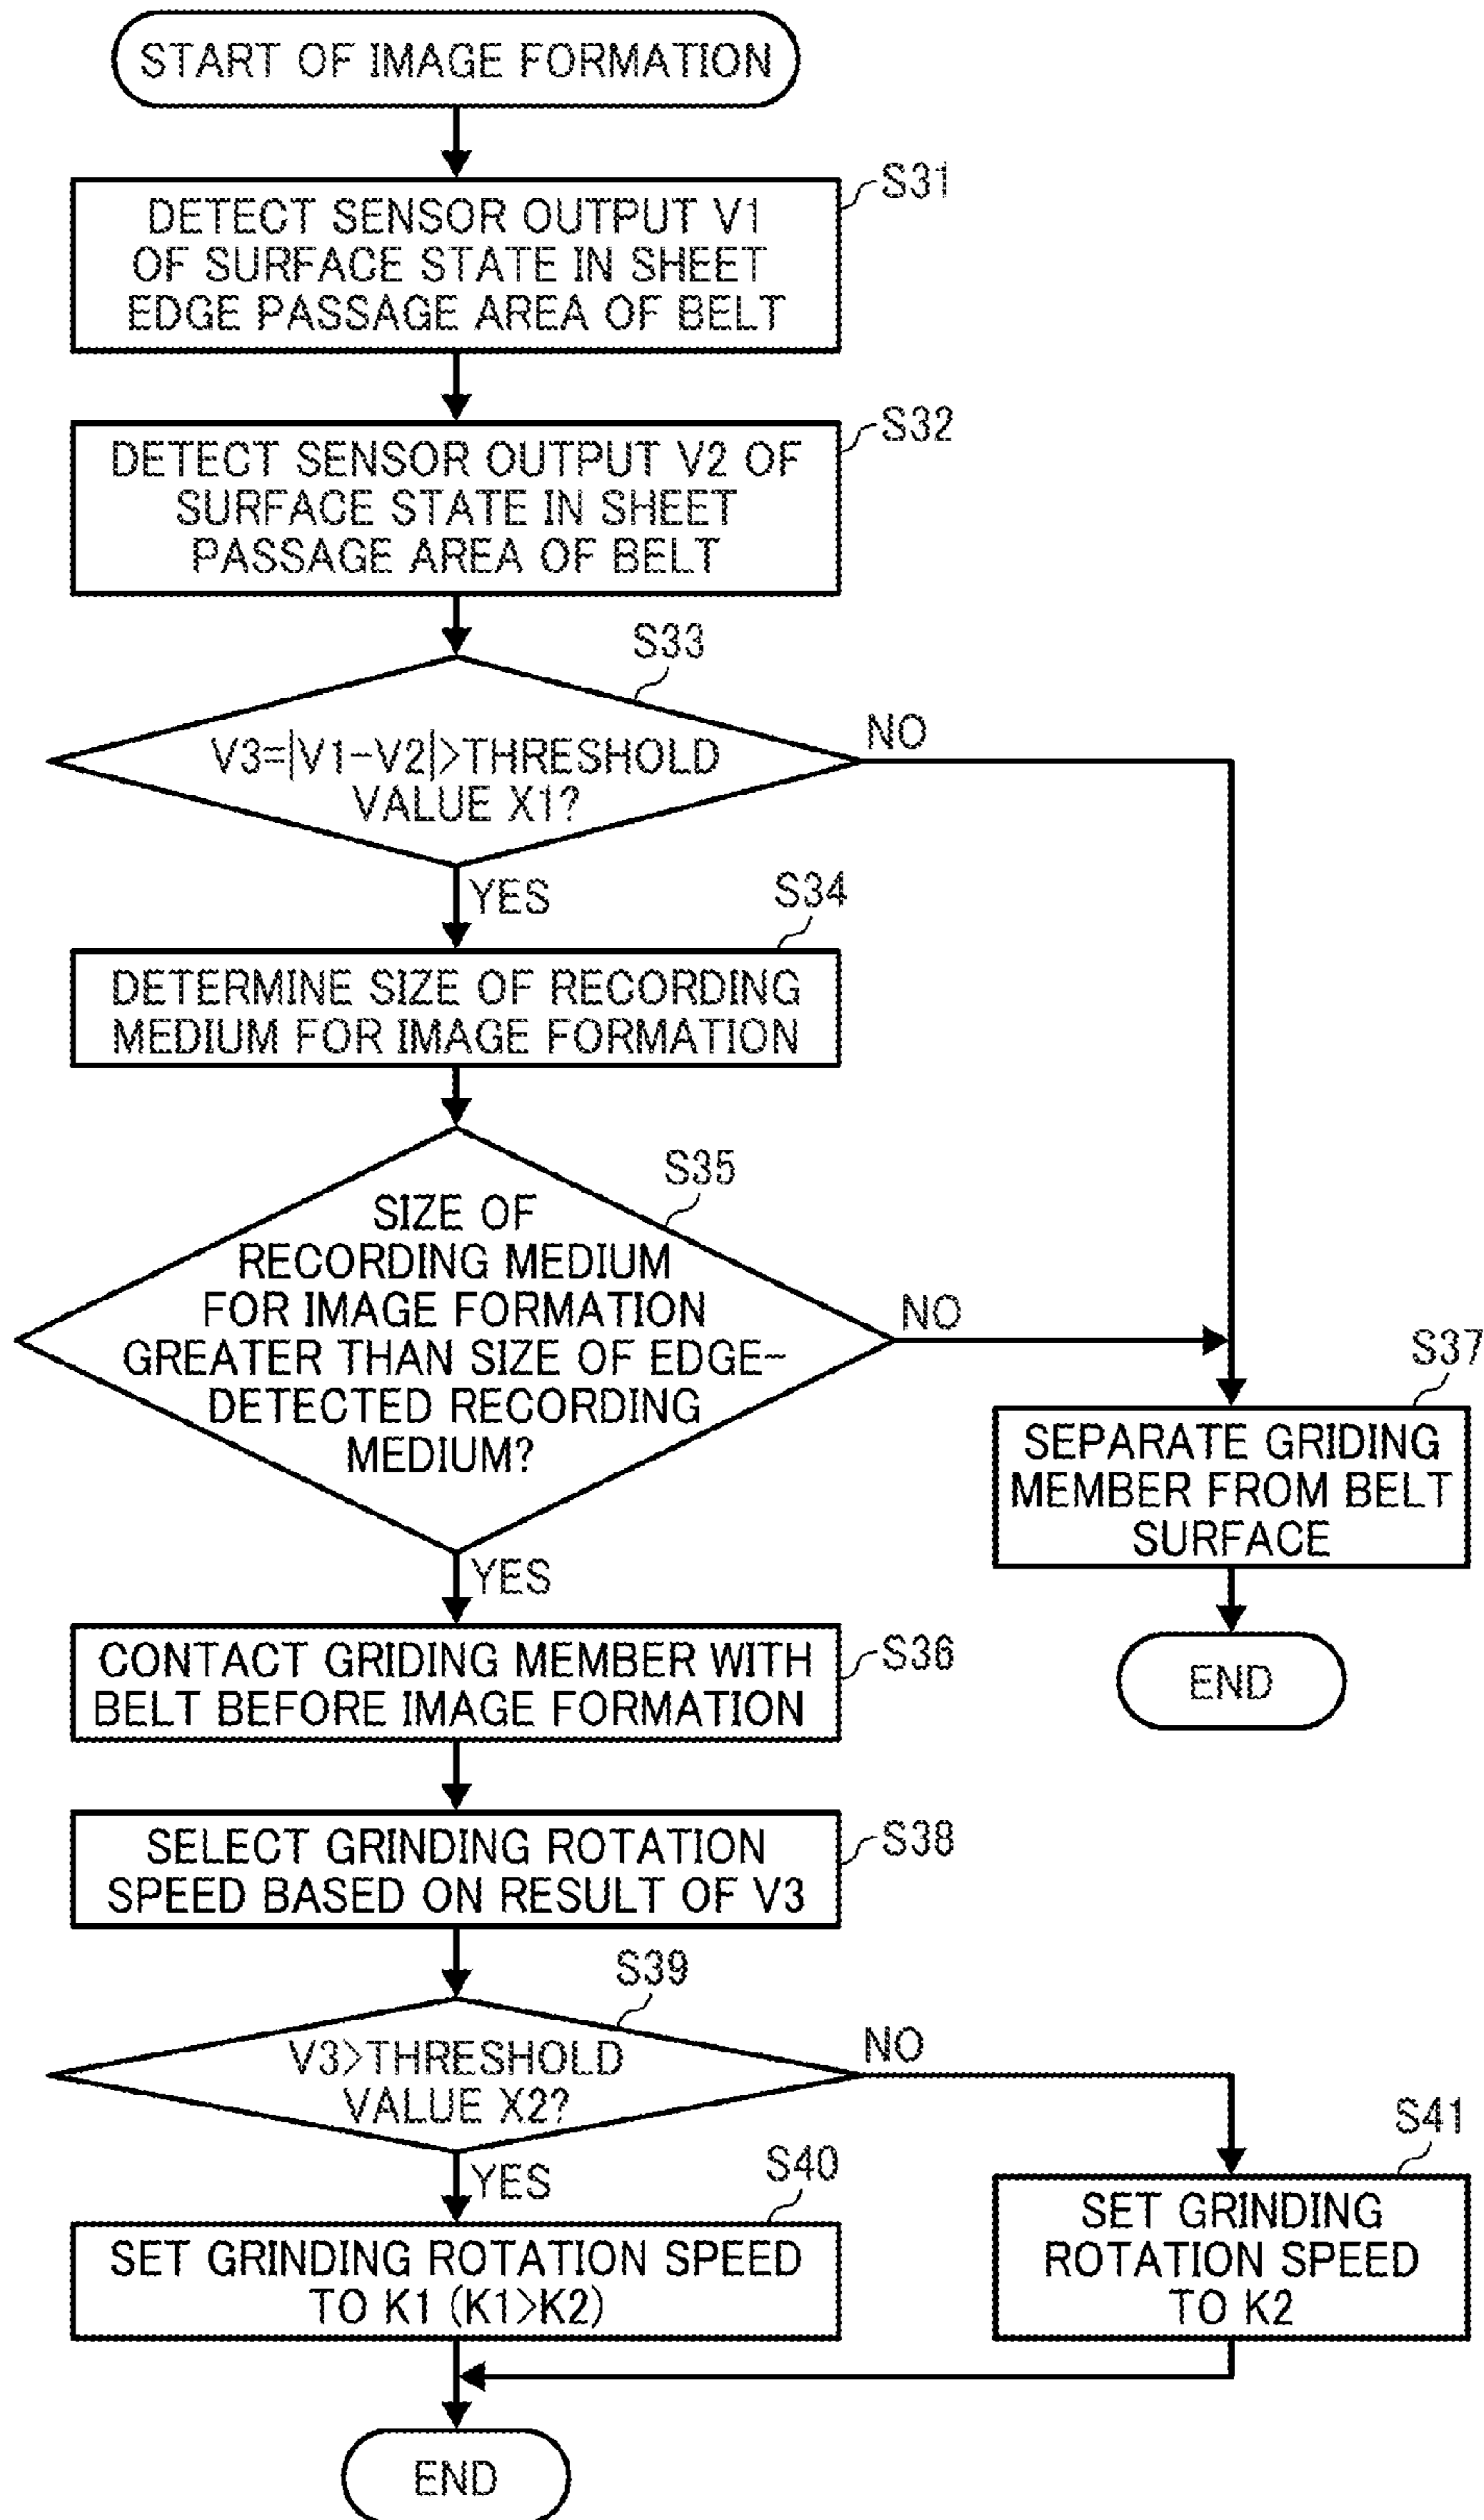 START OF IMAGE FORMATION
S31
DETECT SENSOR OUTPUT V1
OF SURFACE STATE IN SHEET
EDGE PASSAGE AREA OF BELT
S32
DETECT SENSOR OUTPUT V2 OF
SURFACE STATE IN SHEET
PASSAGE AREA OF BELT
S33
V3=|V1-V2|>THRESHOLD
VALUE X1?
NO
YES
S34
DETERMINE SIZE OF RECORDING
MEDIUM FOR IMAGE FORMATION
S35
SIZE OF
RECORDING MEDIUM
FOR IMAGE FORMATION
GREATER THAN SIZE OF EDGE-
DETECTED RECORDING
MEDIUM?
NO
YES
S37
SEPARATE GRIDING
MEMBER FROM BELT
SURFACE
END
S36
CONTACT GRIDING MEMBER WITH
BELT BEFORE IMAGE FORMATION
S38
SELECT GRINDING ROTATION
SPEED BASED ON RESULT OF V3
S39
V3>THRESHOLD
VALUE X2?
NO
YES
S40
SET GRINDING ROTATION SPEED
TO K1 (K1>K2)
S41
SET GRINDING
ROTATION SPEED
TO K2
END